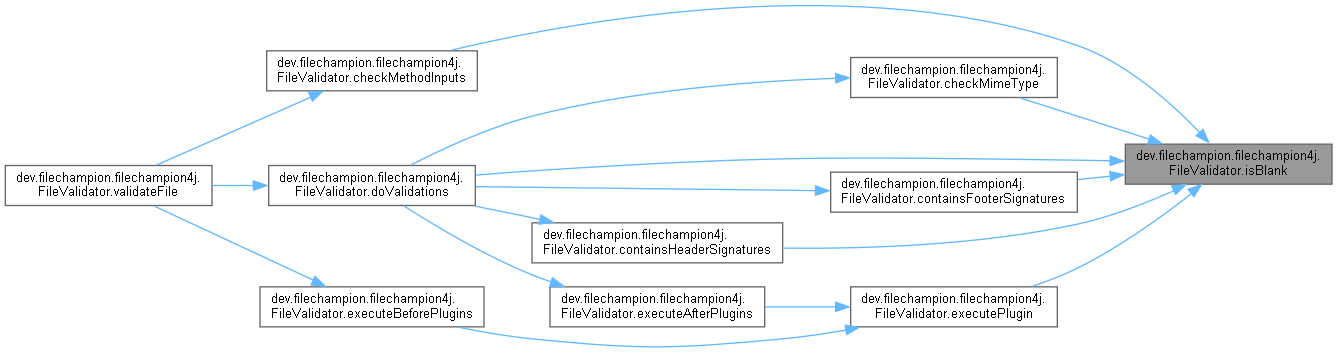 dev.filechampion.filechampion4j.
FileValidator.checkMethodInputs
dev.filechampion.filechampion4j.
FileValidator.checkMimeType
dev.filechampion.filechampion4j.
FileValidator.isBlank
dev.filechampion.filechampion4j.
FileValidator.validateFile
dev.filechampion.filechampion4j.
FileValidator.doValidations
dev.filechampion.filechampion4j.
FileValidator.containsFooterSignatures
dev.filechampion.filechampion4j.
FileValidator.containsHeaderSignatures
dev.filechampion.filechampion4j.
FileValidator.executeBeforePlugins
dev.filechampion.filechampion4j.
FileValidator.executeAfterPlugins
dev.filechampion.filechampion4j.
FileValidator.executePlugin